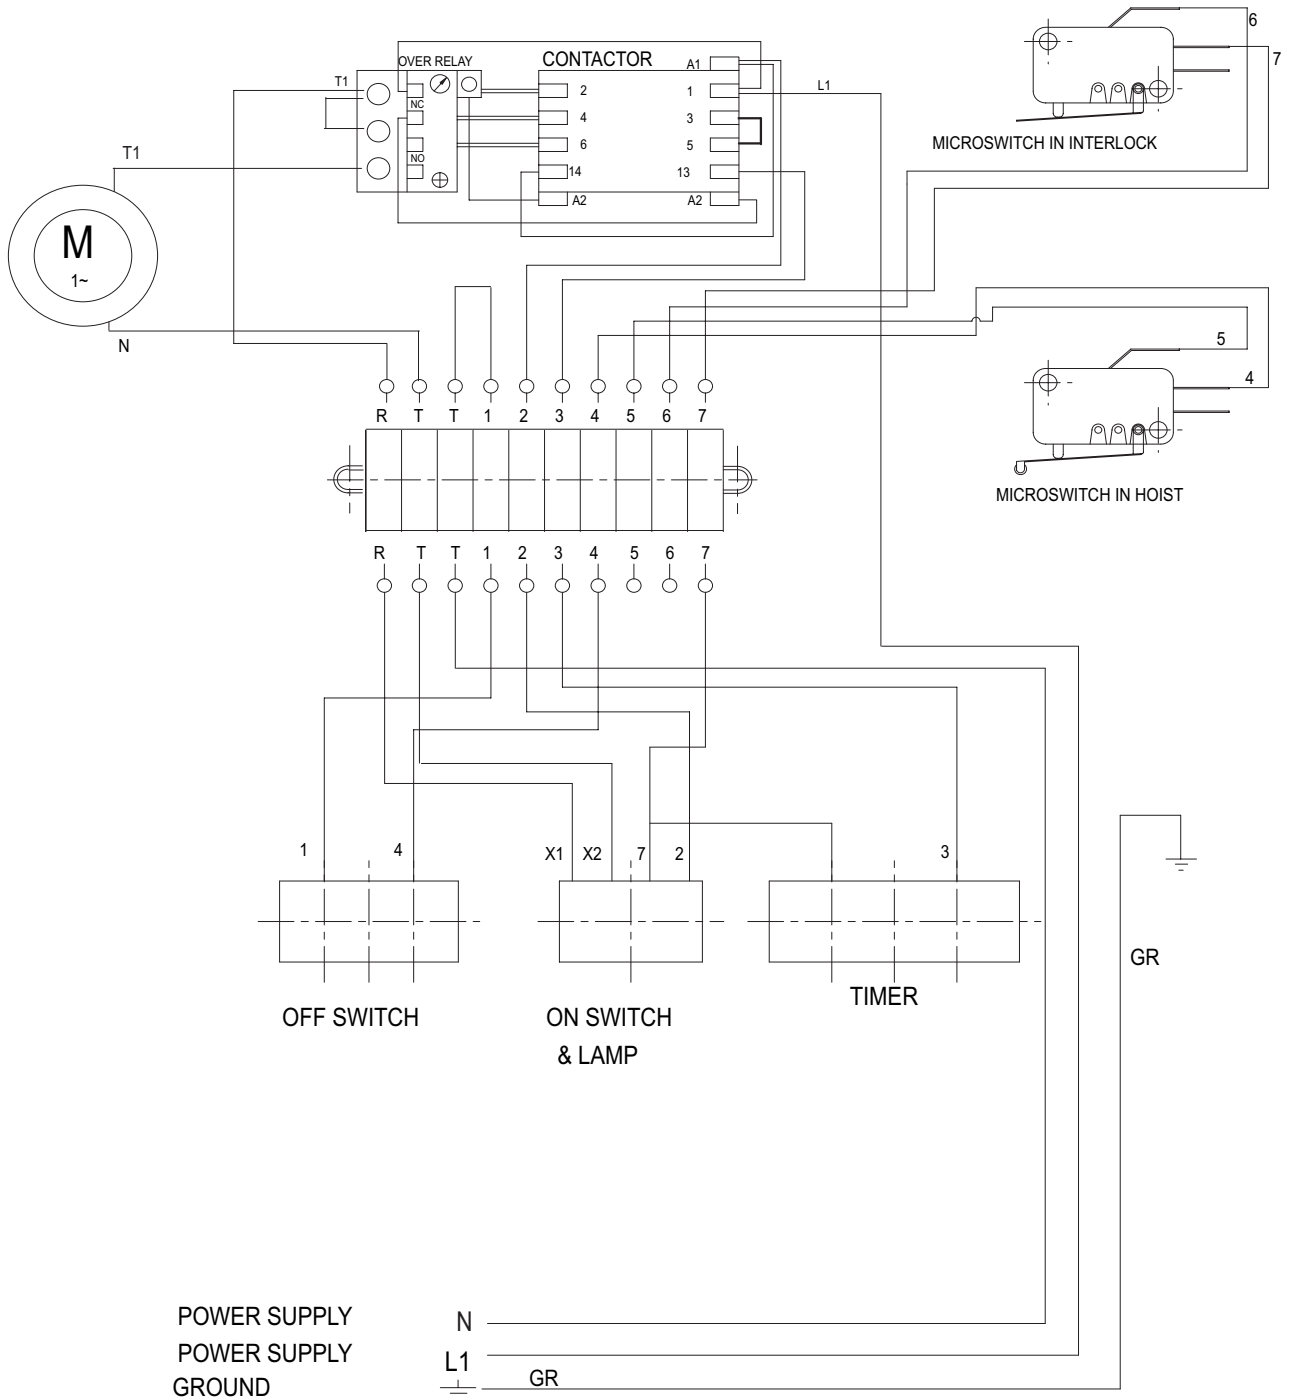 6
7
OVER RELAY
CONTACTOR
A1
T1
2
1
L1
NC
4
3
6
5
NO
14
13
A2
A2
MICROSWITCH IN INTERLOCK
T1
M
1~
N
5
4
MICROSWITCH IN HOIST
R T T 1 2 3 4 5 6 7
R T T 1 2 3 4 5 6 7
1 4
X1 X2 7 2
3
OFF SWITCH
ON SWITCH
& LAMP
TIMER
GR
POWER SUPPLY N
POWER SUPPLY L1
GROUND GR